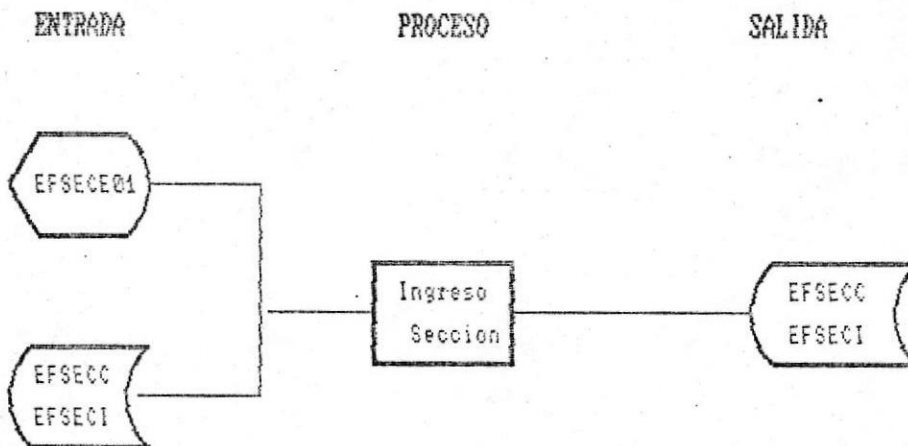 ENTRADA PROCESO SALIDA
EFSECE01
Ingreso
Seccion
EFSECC
EFSECI
EFSECC
EFSECI